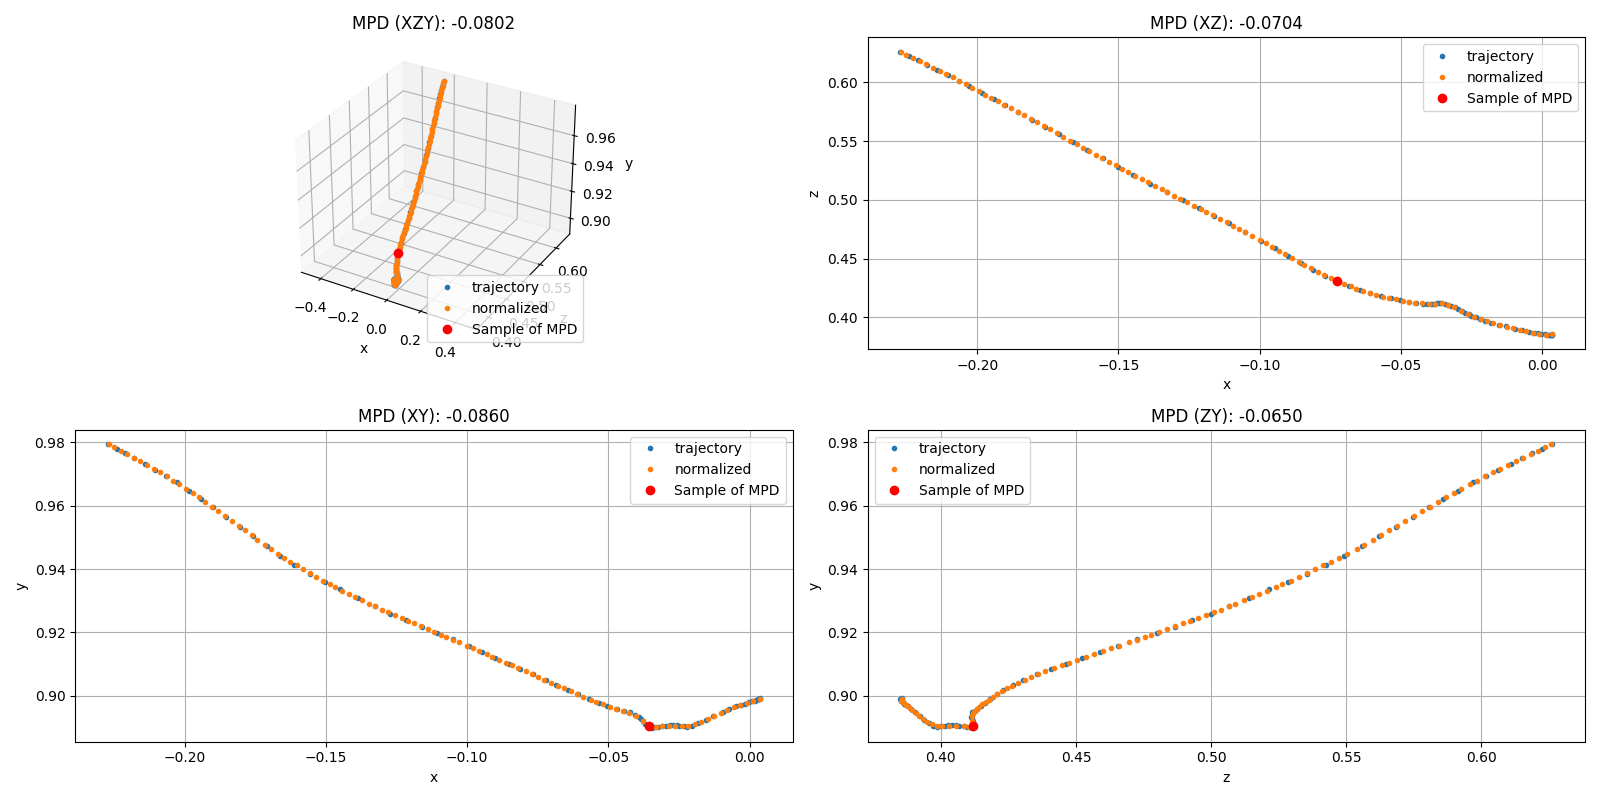 MPD (XZY): -0.0802
0.96
0.94
0.92
0.90
y
0.60
0.55
0.50
0.45
0.40
z
−0.4
−0.2
0.0
0.2
0.4
x
trajectory
normalized
Sample of MPD
MPD (XZ): -0.0704
trajectory
normalized
Sample of MPD
0.60
0.55
0.50
0.45
0.40
z
−0.20
−0.15
−0.10
−0.05
0.00
x
MPD (XY): -0.0860
trajectory
normalized
Sample of MPD
0.98
0.96
0.94
0.92
0.90
y
−0.20
−0.15
−0.10
−0.05
0.00
x
MPD (ZY): -0.0650
trajectory
normalized
Sample of MPD
0.98
0.96
0.94
0.92
0.90
y
0.40
0.45
0.50
0.55
0.60
z